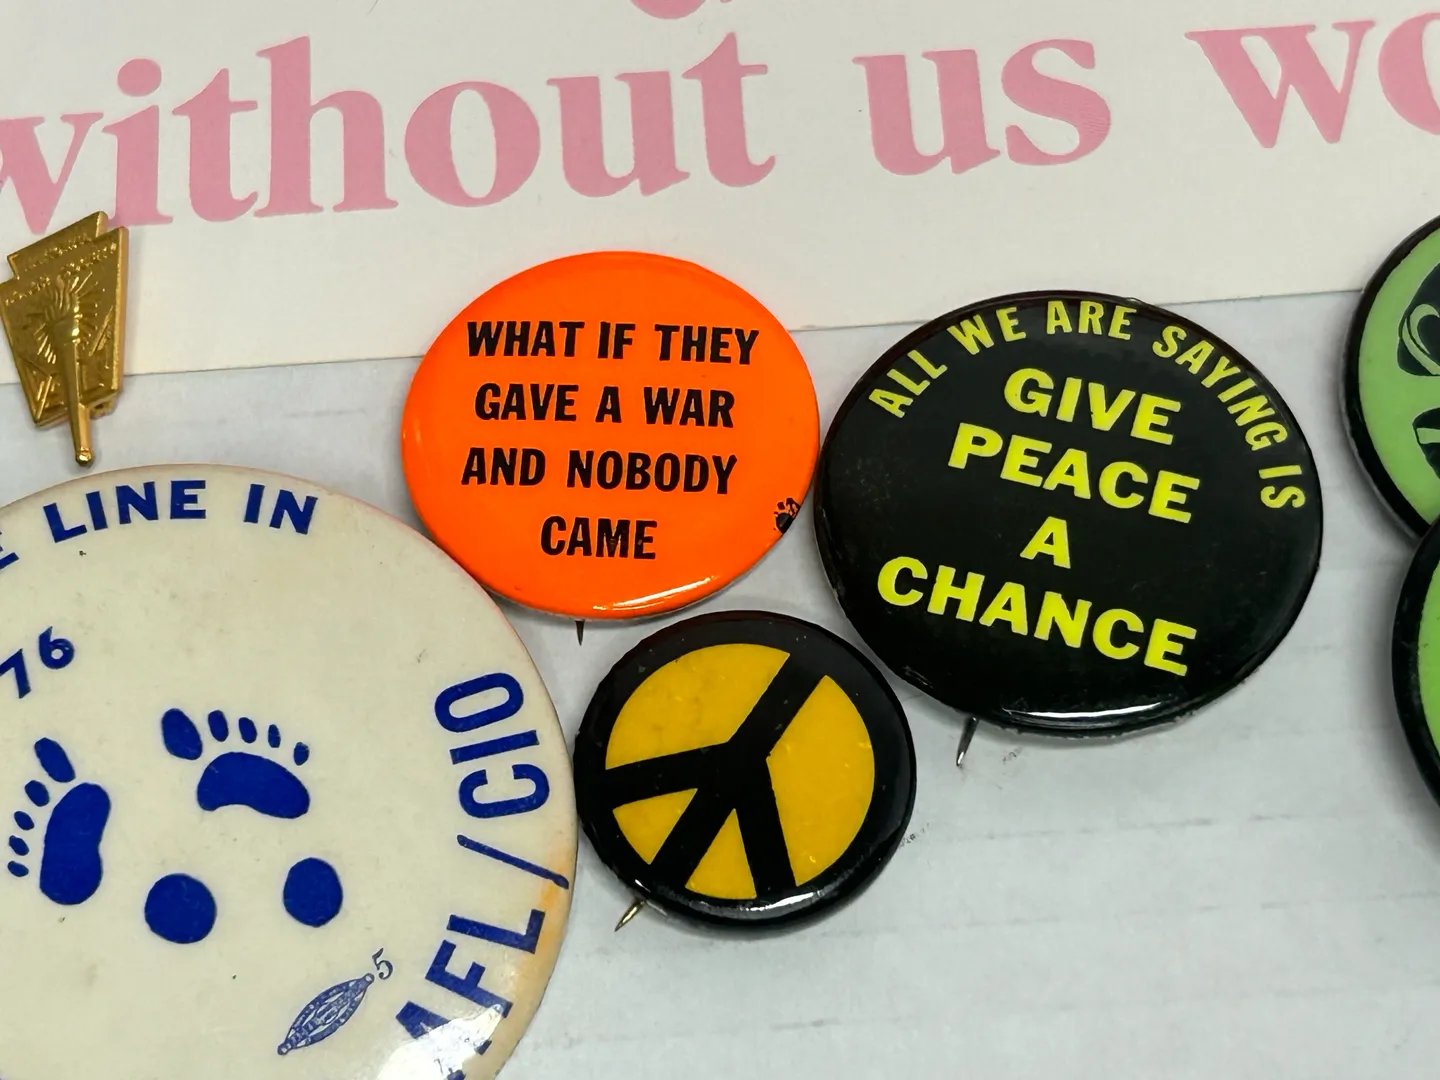 without us
WHAT IF THEY
GAVE A WAR
AND NOBODY
CAME
ALL WE ARE SAYING IS
GIVE
PEACE
A
CHANCE
LINE IN
'76
AFL/CIO
5